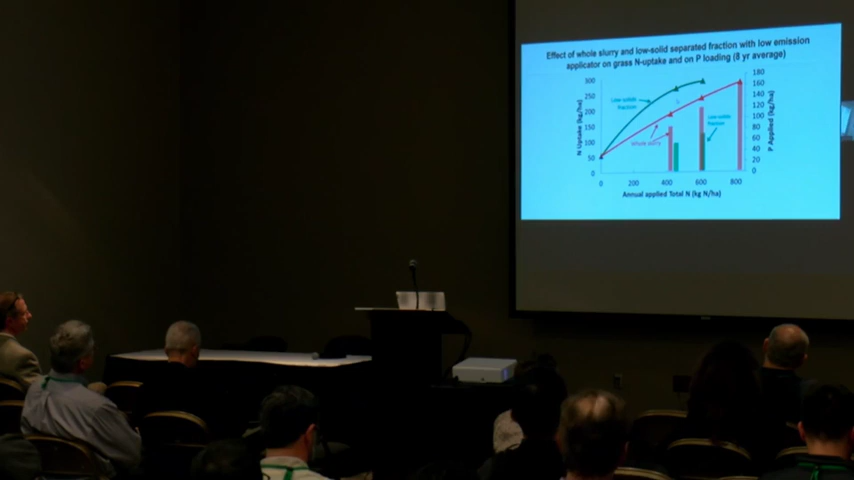 Effect of whole slurry and low-solid separated fraction with low emission
applicator on grass N-uptake and on P loading (8 yr average)
N Uptake (kg/ha)
300
250
200
150
100
50
0
Low-solids
fraction
Whole slurry
Low-solids
fraction
180
160
140
120
100
80
60
40
20
0
P Applied (kg/ha)
0 200 400 600 800
Annual applied Total N (kg N/ha)